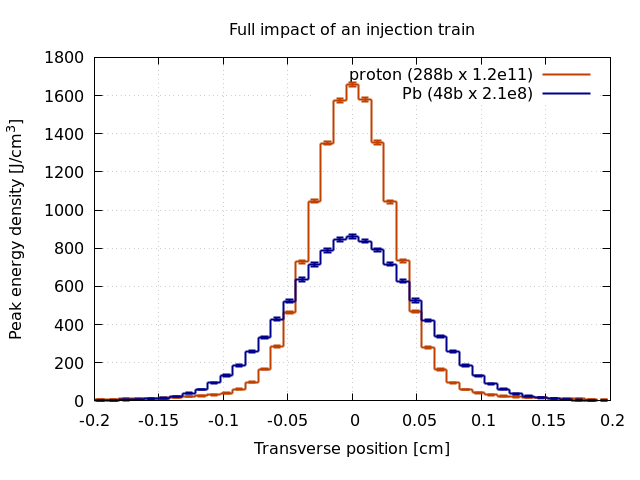 Full impact of an injection train
proton (288b x 1.2e11)
Pb (48b x 2.1e8)
Peak energy density [J/cm³]
1800
1600
1400
1200
1000
800
600
400
200
0
-0.2 -0.15 -0.1 -0.05 0 0.05 0.1 0.15 0.2
Transverse position [cm]